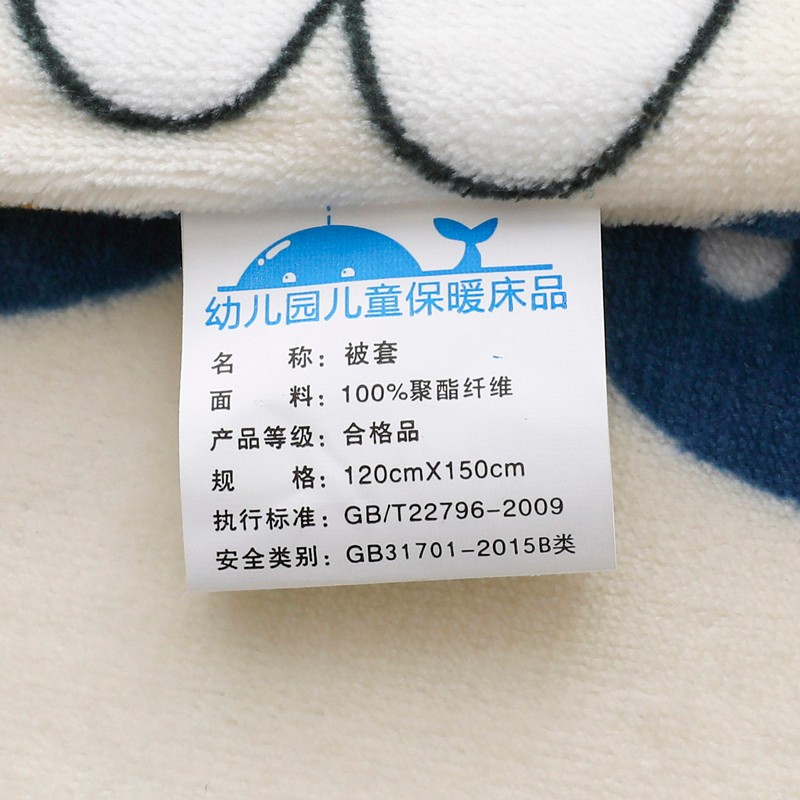 幼儿园儿童保暖床品
名 称：被套
面 料：100%聚酯纤维
产品等级：合格品
规 格：120cmX150cm
执行标准：GB/T22796-2009
安全类别：GB31701-2015B类